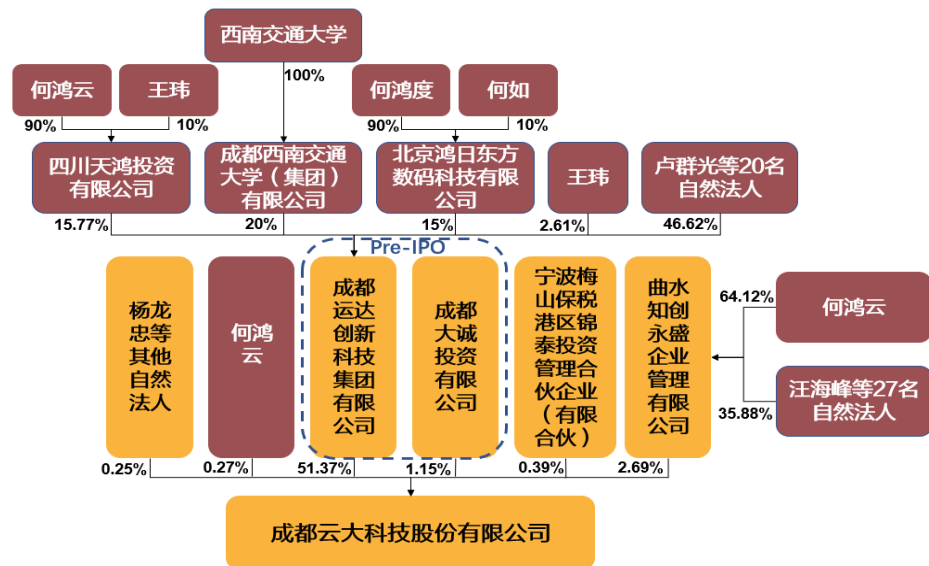 西南交通大学
100%
何鸿云
王玮
何鸿度
何如
90%
10%
90%
10%
四川天鸿投资
有限公司
成都西南交通
大学（集团）
有限公司
北京鸿日东方
数码科技有限
公司
王玮
卢群光等20名
自然法人
15.77%
20%
15%
2.61%
46.62%
Pre-IPO
杨龙
忠等
其他
自然
法人
何鸿
云
成都
运达
创新
科技
集团
有限
公司
成都
大诚
投资
有限
公司
宁波梅
山保税
港区锦
泰投资
管理合
伙企业
（有限
合伙）
曲水
知创
永盛
企业
管理
有限
公司
64.12%
何鸿云
35.88%
汪海峰等27名
自然法人
0.25%
0.27%
51.37%
1.15%
0.39%
2.69%
成都云大科技股份有限公司